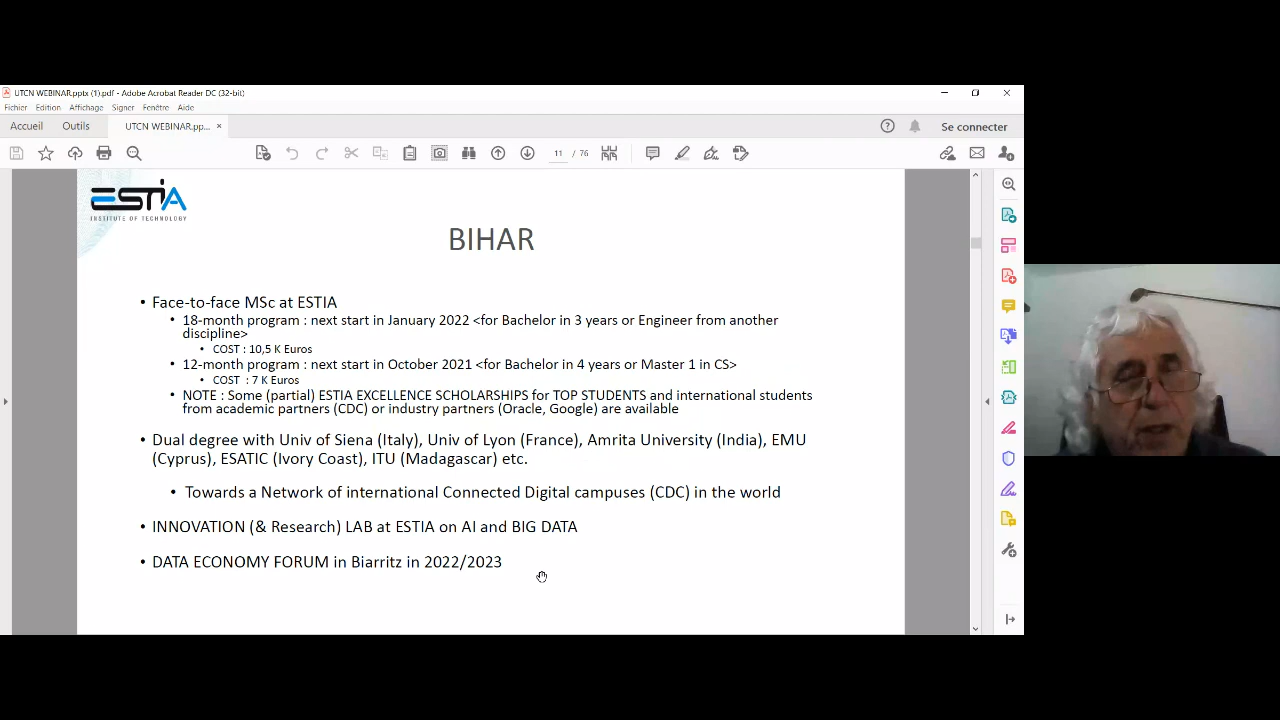 UTCN WEBINAR.pptx (1).pdf - Adobe Acrobat Reader DC (32-bit)
Fichier Edition Affichage Signer Fenêtre Aide
Accueil Outils UTCN WEBINAR.pp... × Se connecter
11 / 76
ESTIA
INSTITUTE OF TECHNOLOGY
BIHAR
• Face-to-face MSc at ESTIA
• 18-month program : next start in January 2022 <for Bachelor in 3 years or Engineer from another
discipline>
• COST : 10,5 K Euros
• 12-month program : next start in October 2021 <for Bachelor in 4 years or Master 1 in CS>
• COST : 7 K Euros
• NOTE : Some (partial) ESTIA EXCELLENCE SCHOLARSHIPS for TOP STUDENTS and international students
from academic partners (CDC) or industry partners (Oracle, Google) are available
• Dual degree with Univ of Siena (Italy), Univ of Lyon (France), Amrita University (India), EMU
(Cyprus), ESATIC (Ivory Coast), ITU (Madagascar) etc.
• Towards a Network of international Connected Digital campuses (CDC) in the world
• INNOVATION (& Research) LAB at ESTIA on AI and BIG DATA
• DATA ECONOMY FORUM in Biarritz in 2022/2023